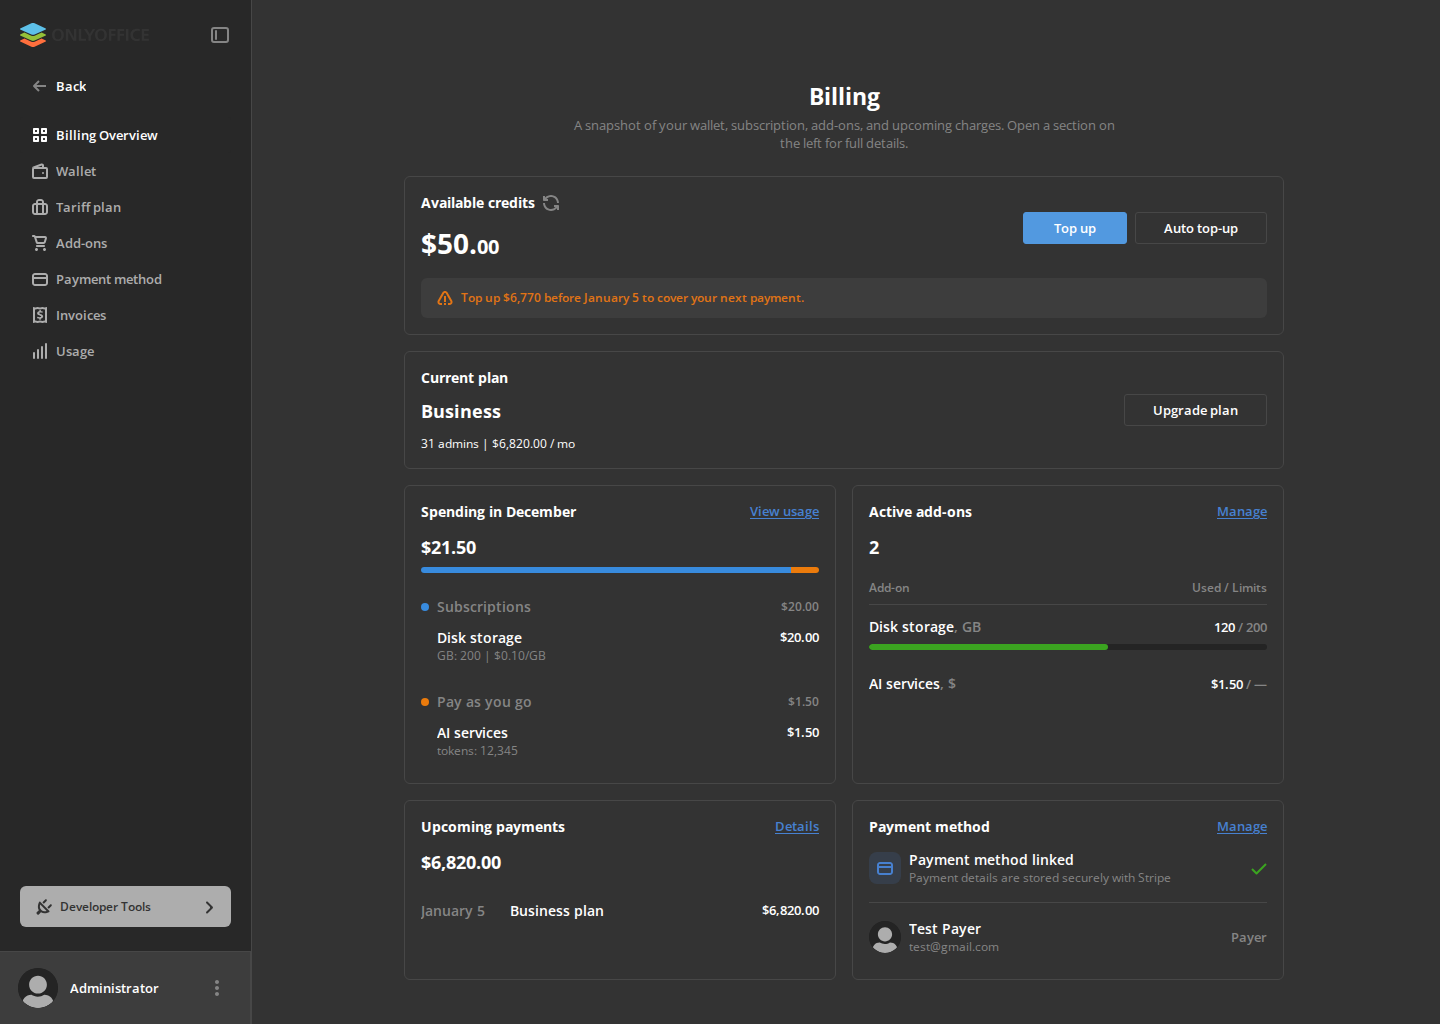 ONLYOFFICE
Back
Billing Overview
Wallet
Tariff plan
Add-ons
Payment method
Invoices
Usage
Developer Tools
Administrator
Billing
A snapshot of your wallet, subscription, add-ons, and upcoming charges. Open a section on
the left for full details.
Available credits
$50.00
Top up
Auto top-up
Top up $6,770 before January 5 to cover your next payment.
Current plan
Business
31 admins | $6,820.00 / mo
Upgrade plan
Spending in December
View usage
$21.50
Subscriptions $20.00
Disk storage $20.00
GB: 200 | $0.10/GB
Pay as you go $1.50
AI services $1.50
tokens: 12,345
Active add-ons
Manage
2
Add-on Used / Limits
Disk storage, GB 120 / 200
AI services, $ $1.50 / —
Upcoming payments
Details
$6,820.00
January 5 Business plan $6,820.00
Payment method
Manage
Payment method linked
Payment details are stored securely with Stripe
Test Payer
test@gmail.com
Payer